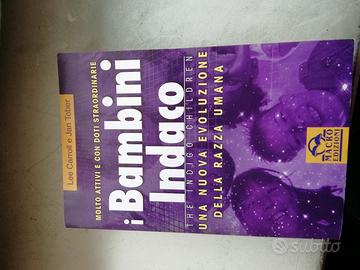 Lee Carroll e Jan Tober
MOLTO ATTIVI E CON DOTI STRAORDINARIE
i Bambini
Indaco
THE INDIGO CHILDREN
UNA NUOVA EVOLUZIONE
DELLA RAZZA UMANA
MACRO
EDIZIONI
subito